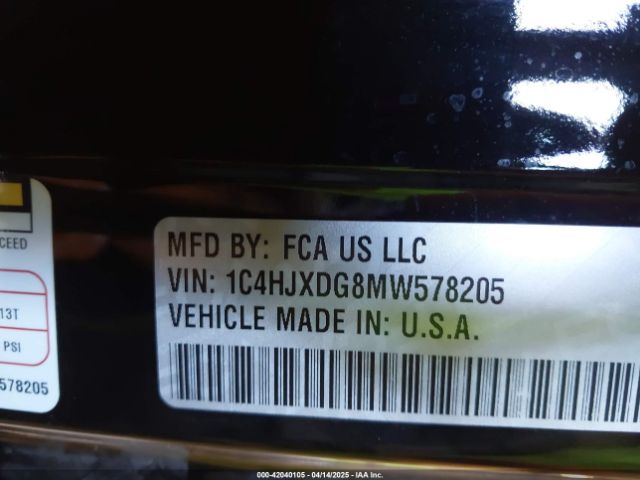 CEED
13T
PSI
578205
MFD BY: FCA US LLC
VIN: 1C4HJXDG8MW578205
VEHICLE MADE IN: U.S.A.
000-42040105 - 04/14/2025 - IAA Inc.